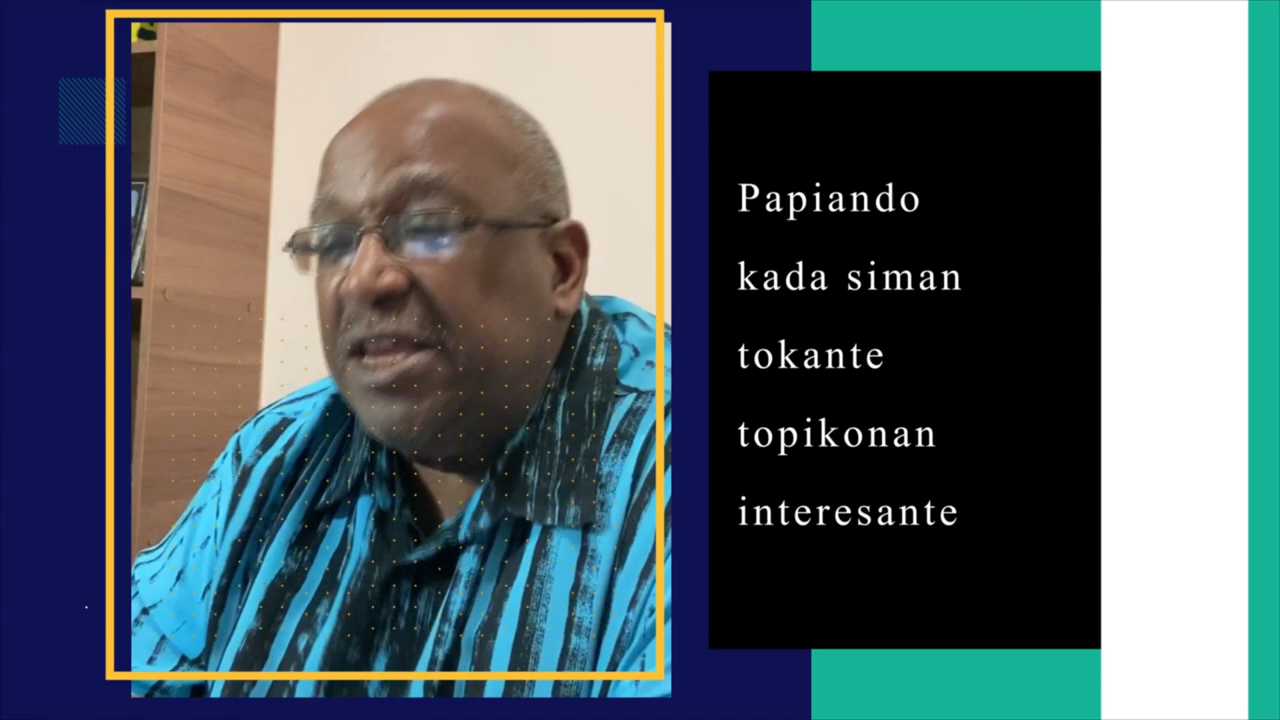 Papiando
kada siman
tokante
topikonan
interesante